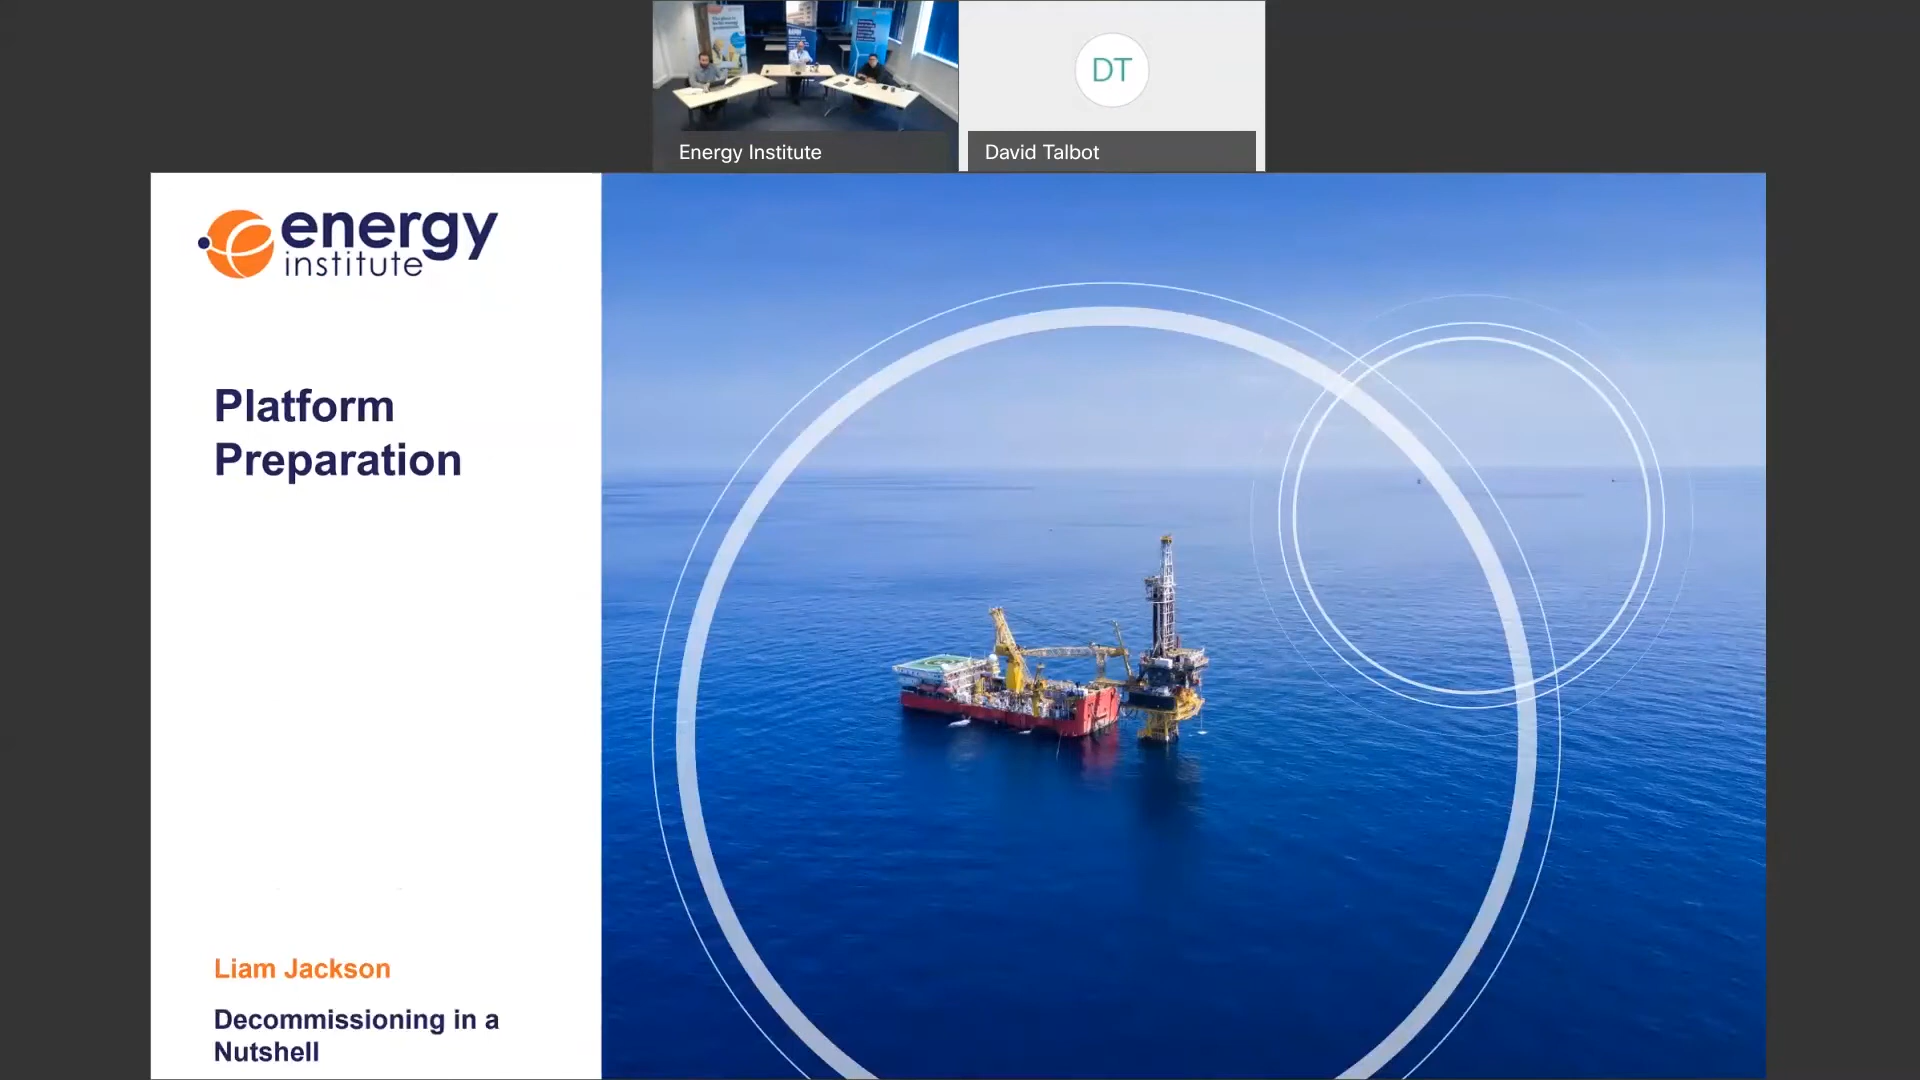 Energy Institute
DT
David Talbot
energy
institute
Platform
Preparation
Liam Jackson
Decommissioning in a
Nutshell